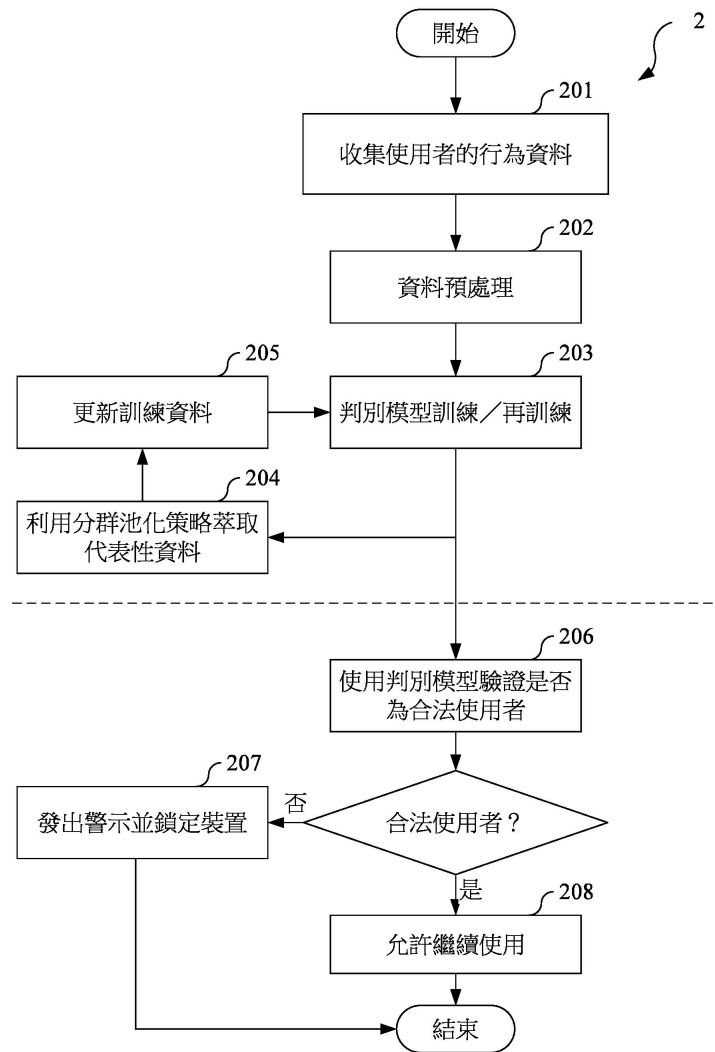 開始
2
201
收集使用者的行為資料
202
資料預處理
205
更新訓練資料
203
判別模型訓練／再訓練
204
利用分群池化策略萃取
代表性資料
206
使用判別模型驗證是否
為合法使用者
207
發出警示並鎖定裝置
否
合法使用者？
是
208
允許繼續使用
結束